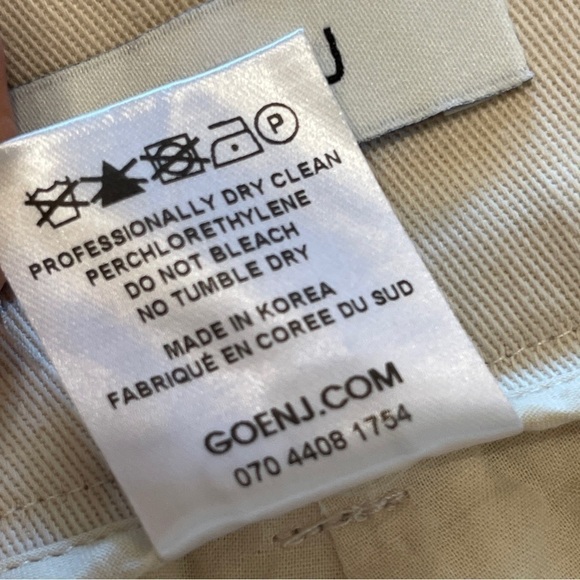 J
P
PROFESSIONALLY DRY CLEAN
PERCHLORETHYLENE
DO NOT BLEACH
NO TUMBLE DRY
MADE IN KOREA
FABRIQUÉ EN COREE DU SUD
GOENJ.COM
070 4408 1754